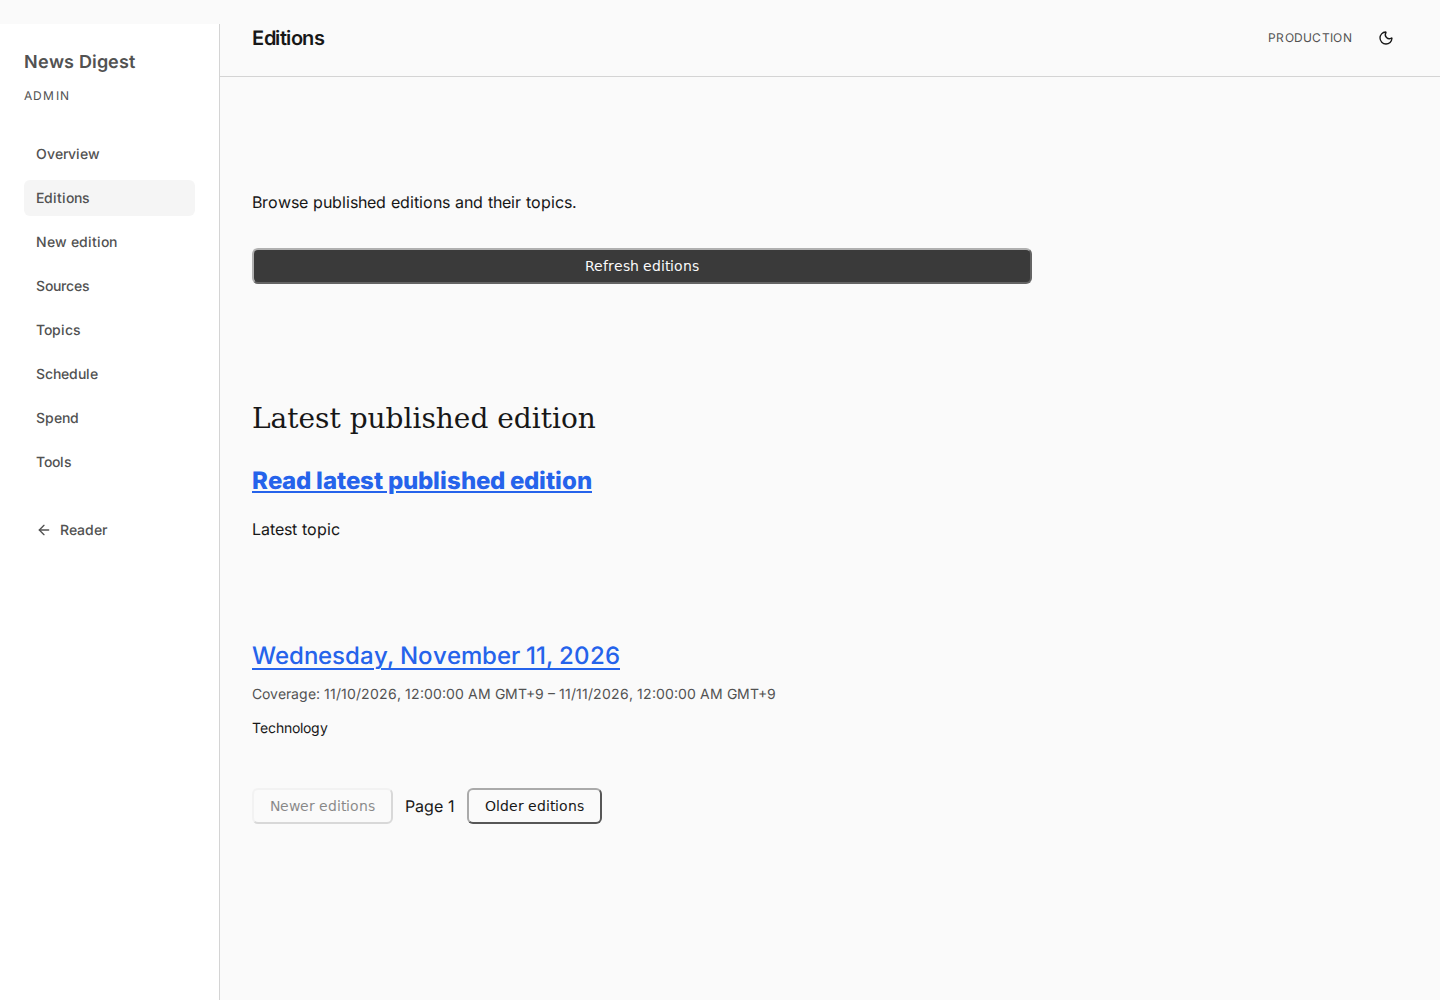 News Digest
ADMIN
Overview
Editions
New edition
Sources
Topics
Schedule
Spend
Tools
Reader
Editions
PRODUCTION
Browse published editions and their topics.
Refresh editions
Latest published edition
Read latest published edition
Latest topic
Wednesday, November 11, 2026
Coverage: 11/10/2026, 12:00:00 AM GMT+9 – 11/11/2026, 12:00:00 AM GMT+9
Technology
Newer editions Page 1 Older editions